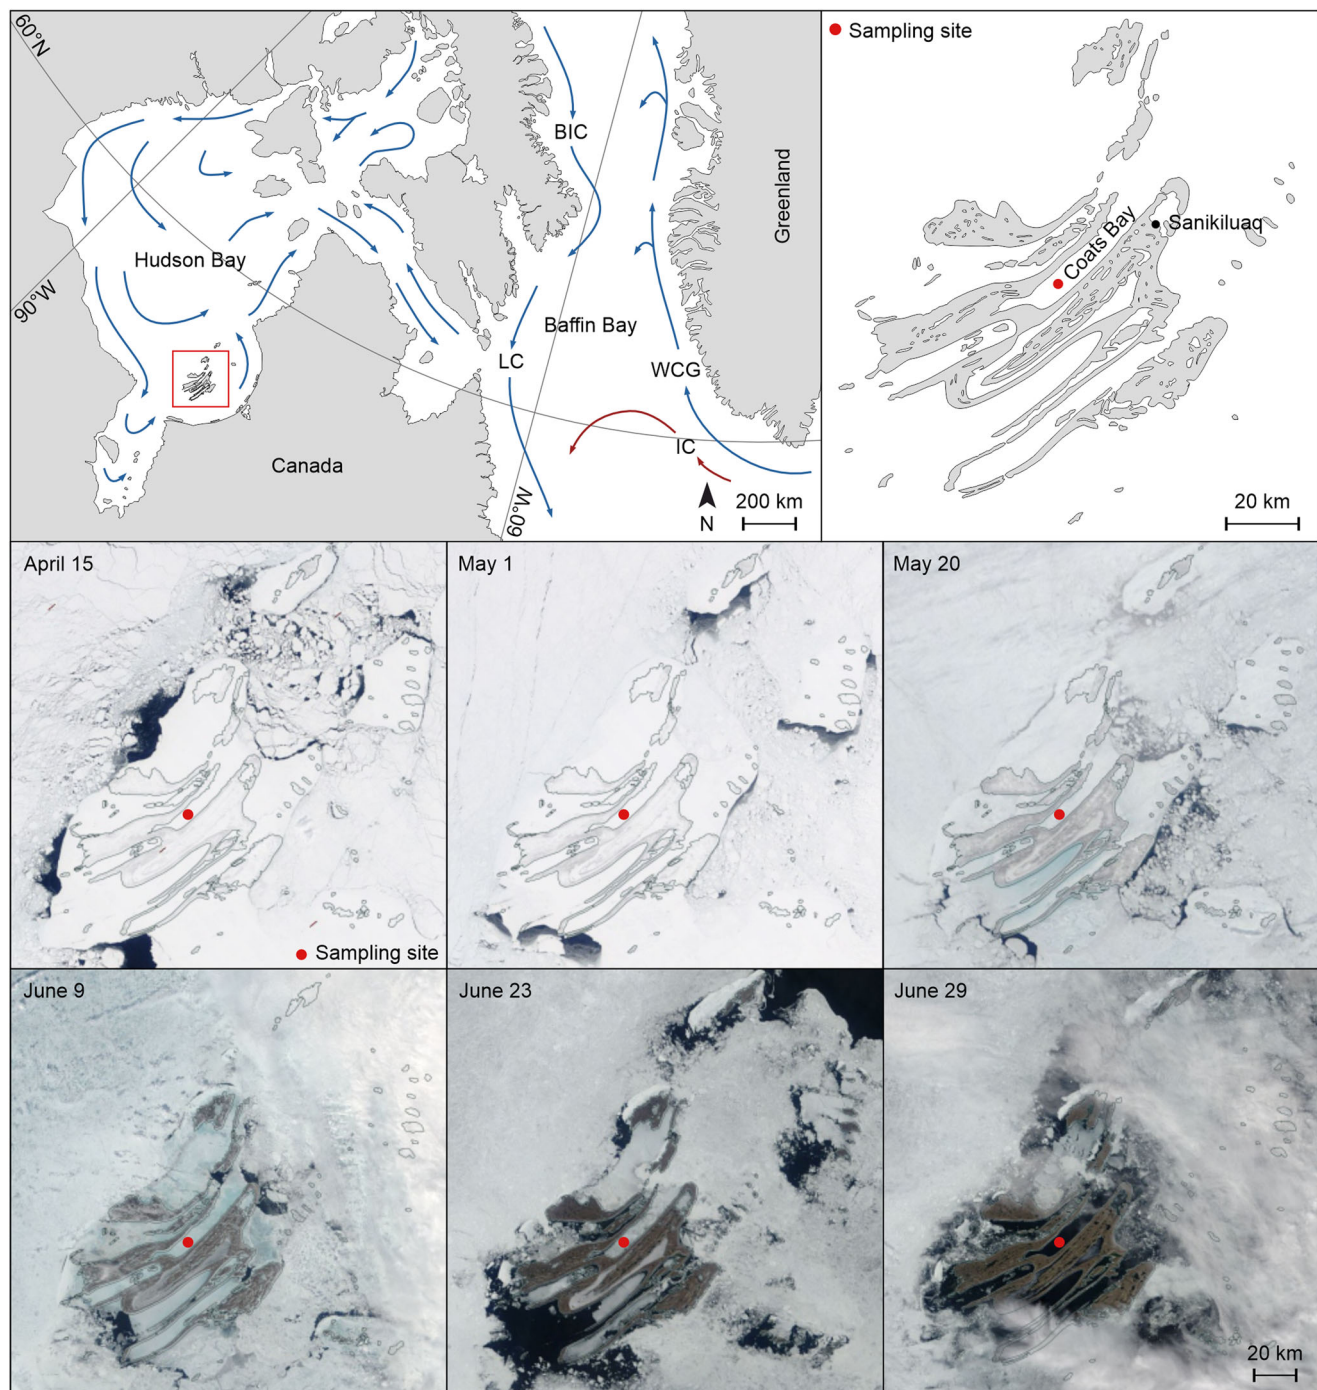 60°N
90°W
Hudson Bay
Canada
BIC
LC
Baffin Bay
WCG
IC
Greenland
60°W
N
200 km
Sampling site
Coats Bay
Sanikiluaq
20 km
April 15
Sampling site
May 1
May 20
June 9
June 23
June 29
20 km